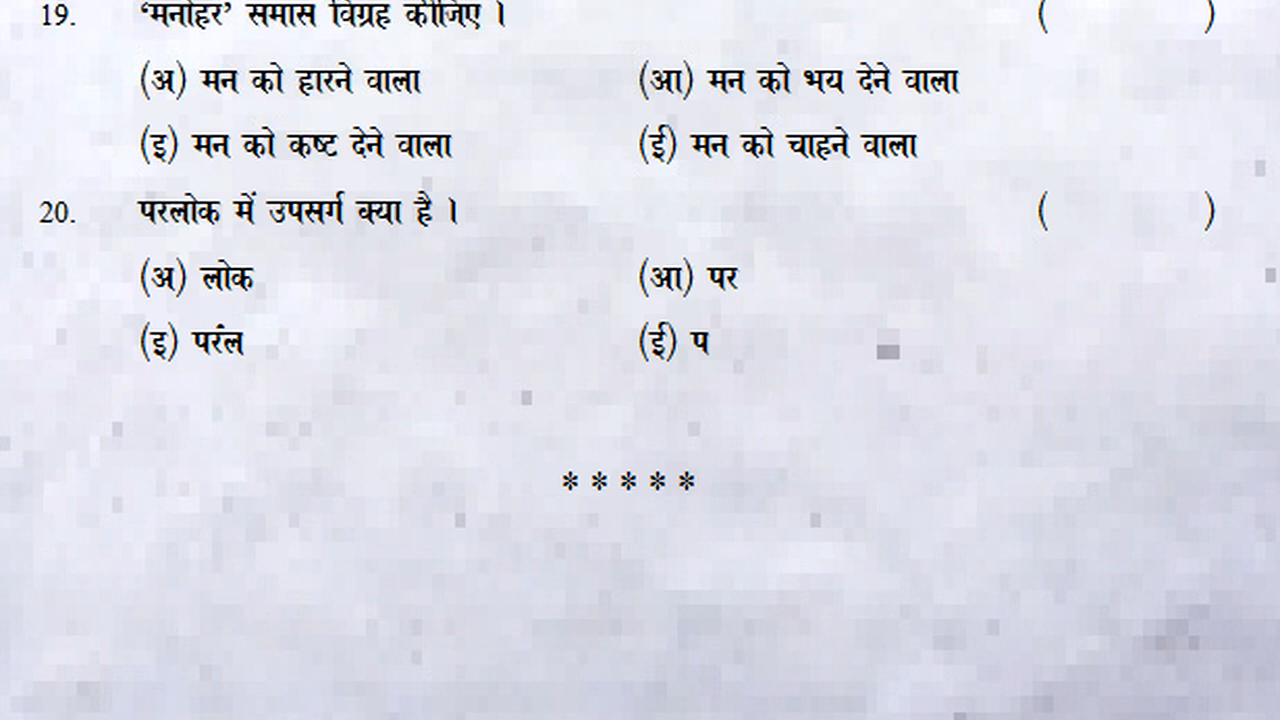 19. ‘मनोहर’ समास विग्रह कीजिए । ( )
(अ) मन को हारने वाला (आ) मन को भय देने वाला
(इ) मन को कष्ट देने वाला (ई) मन को चाहने वाला
20. परलोक में उपसर्ग क्या है । ( )
(अ) लोक (आ) पर
(इ) परंल (ई) प
* * * * *